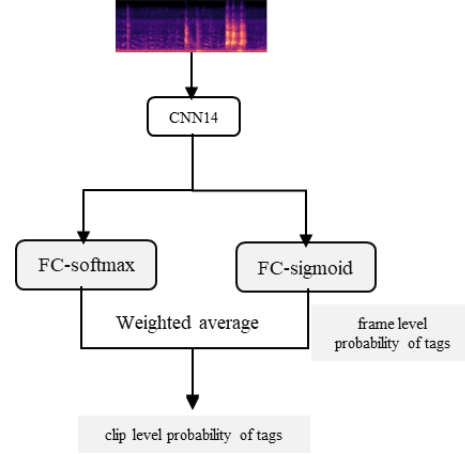 CNN14
FC-softmax
FC-sigmoid
Weighted average
frame level
probability of tags
clip level probability of tags